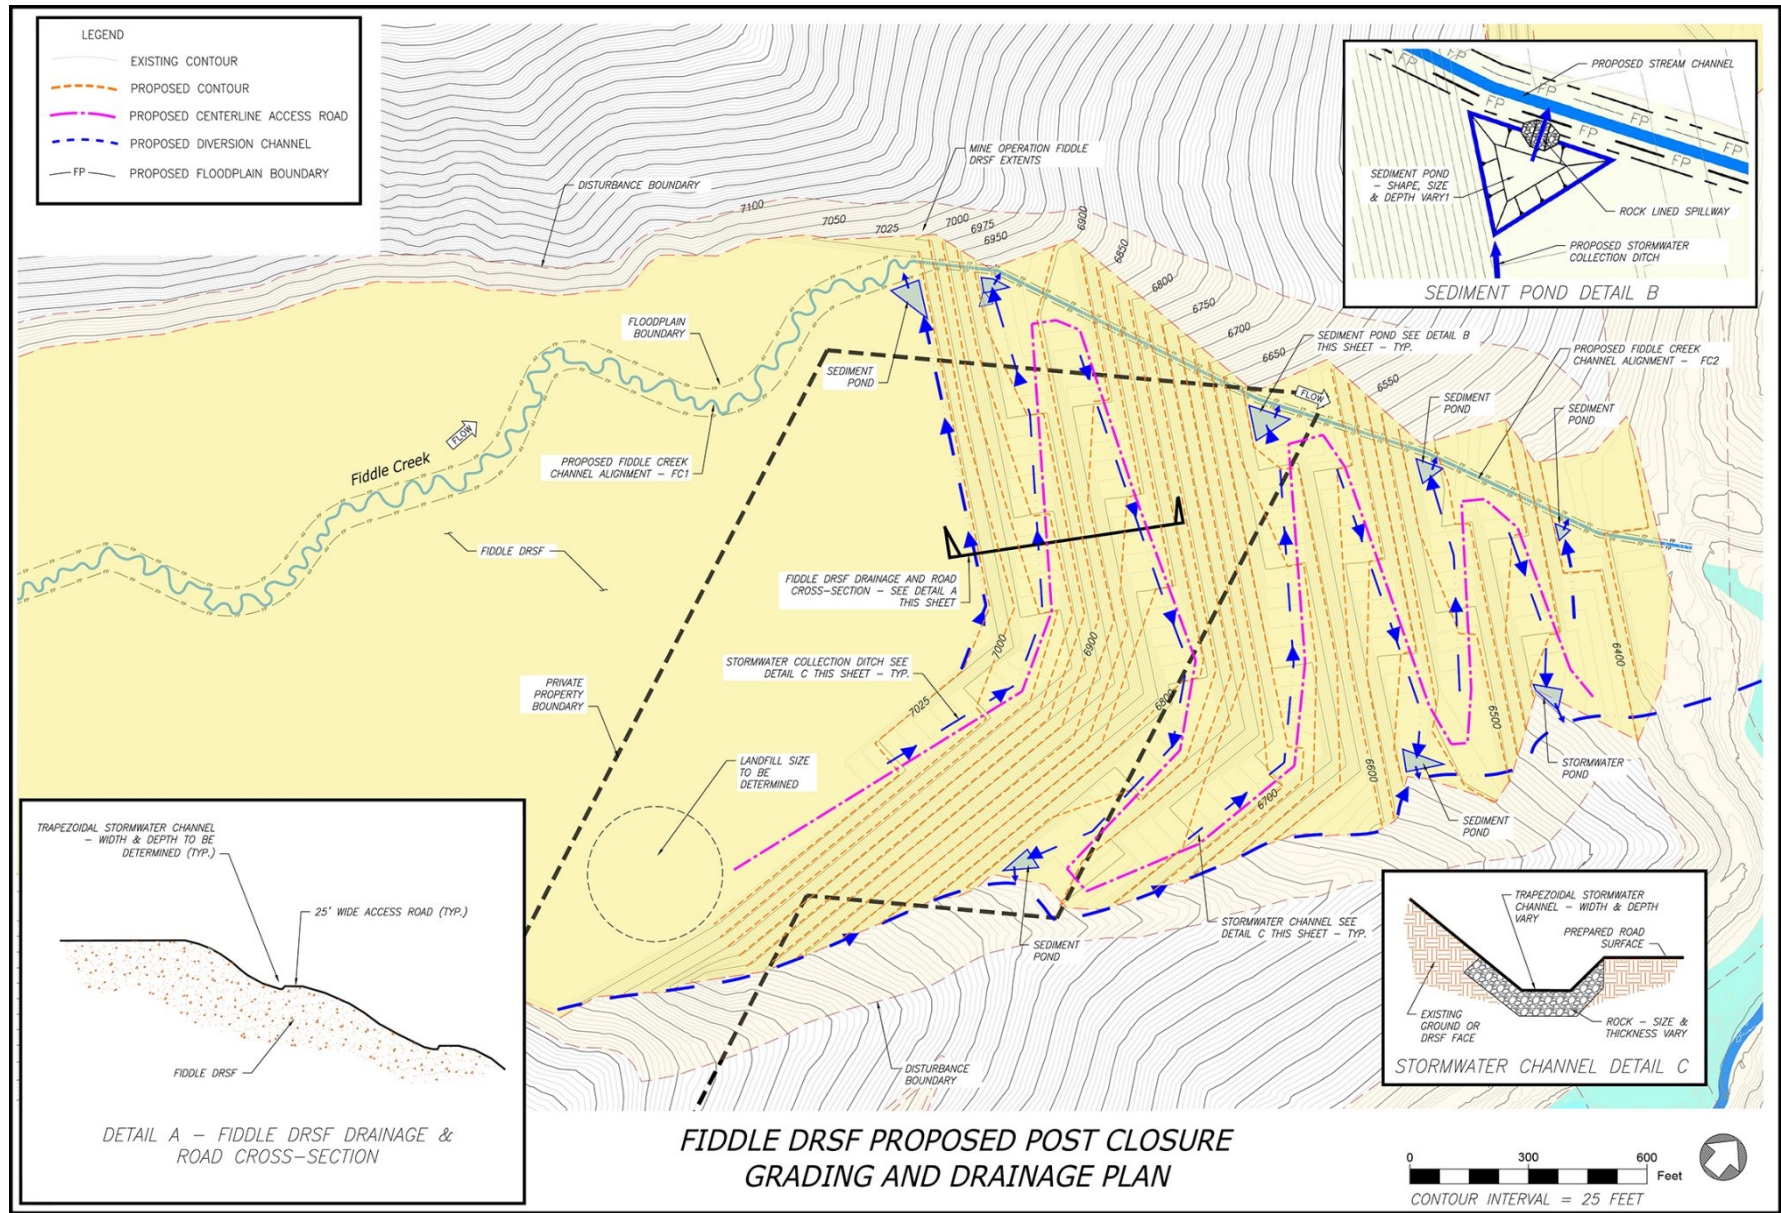 LEGEND
EXISTING CONTOUR
PROPOSED CONTOUR
PROPOSED CENTERLINE ACCESS ROAD
PROPOSED DIVERSION CHANNEL
FP
PROPOSED FLOODPLAIN BOUNDARY
DISTURBANCE BOUNDARY
MINE OPERATION FIDDLE
DRSF EXTENTS
7100
7050
7025
7000
6975
6950
6900
6850
6800
6750
6700
6650
6550
FP
FP
FP
FP
FP
FP
FP
PROPOSED STREAM CHANNEL
SEDIMENT POND
- SHAPE, SIZE
& DEPTH VARY1
ROCK LINED SPILLWAY
PROPOSED STORMWATER
COLLECTION DITCH
SEDIMENT POND DETAIL B
FLOODPLAIN
BOUNDARY
SEDIMENT
POND
SEDIMENT POND SEE DETAIL B
THIS SHEET - TYP.
PROPOSED FIDDLE CREEK
CHANNEL ALIGNMENT - FC2
FLOW
SEDIMENT
POND
SEDIMENT
POND
FLOW
Fiddle Creek
PROPOSED FIDDLE CREEK
CHANNEL ALIGNMENT - FC1
FIDDLE DRSF
FIDDLE DRSF DRAINAGE AND ROAD
CROSS-SECTION - SEE DETAIL A
THIS SHEET
7000
6900
6400
STORMWATER COLLECTION DITCH SEE
DETAIL C THIS SHEET - TYP.
PRIVATE
PROPERTY
BOUNDARY
7025
6800
6500
LANDFILL SIZE
TO BE
DETERMINED
6600
6700
STORMWATER
POND
SEDIMENT
POND
SEDIMENT
POND
STORMWATER CHANNEL SEE
DETAIL C THIS SHEET - TYP.
DISTURBANCE
BOUNDARY
TRAPEZOIDAL STORMWATER CHANNEL
- WIDTH & DEPTH TO BE
DETERMINED (TYP.)
25' WIDE ACCESS ROAD (TYP.)
FIDDLE DRSF
DETAIL A - FIDDLE DRSF DRAINAGE &
ROAD CROSS-SECTION
TRAPEZOIDAL STORMWATER
CHANNEL - WIDTH & DEPTH
VARY
PREPARED ROAD
SURFACE
EXISTING
GROUND OR
DRSF FACE
ROCK - SIZE &
THICKNESS VARY
STORMWATER CHANNEL DETAIL C
FIDDLE DRSF PROPOSED POST CLOSURE
GRADING AND DRAINAGE PLAN
0 300 600
Feet
CONTOUR INTERVAL = 25 FEET